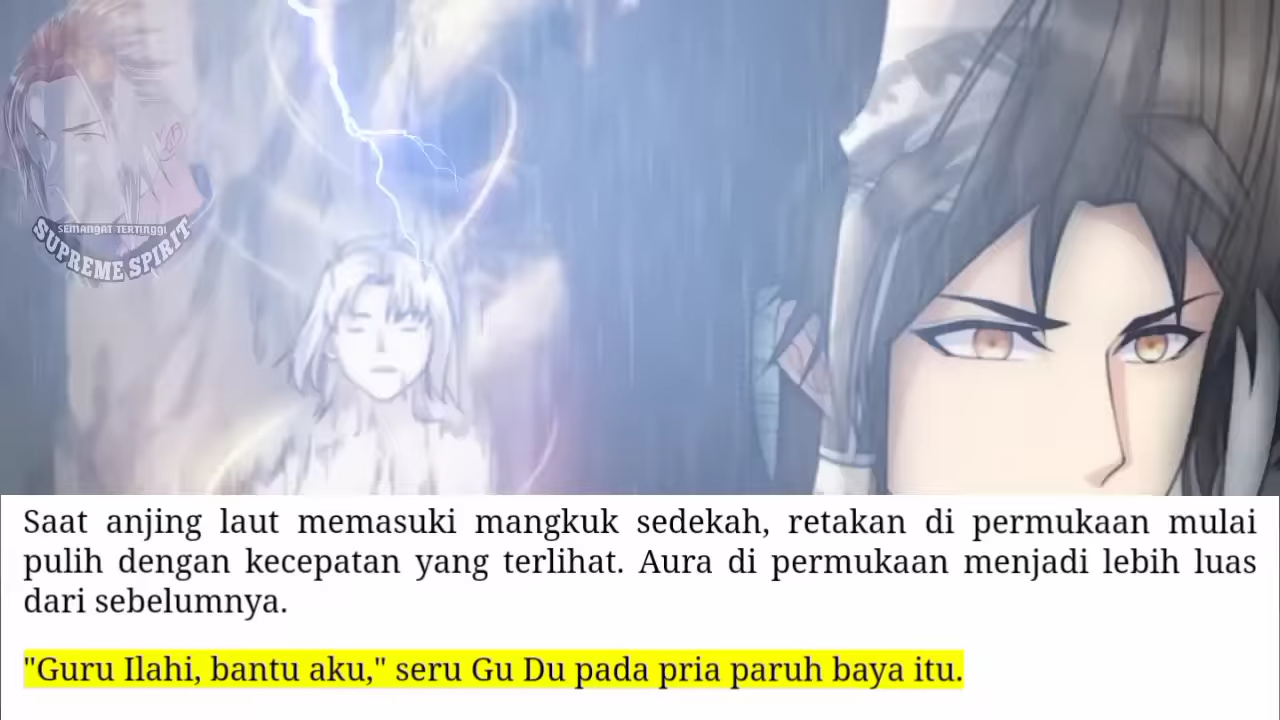 SEMANGAT TERTINGGI
SUPREME SPIRIT
Saat anjing laut memasuki mangkuk sedekah, retakan di permukaan mulai
pulih dengan kecepatan yang terlihat. Aura di permukaan menjadi lebih luas
dari sebelumnya.
"Guru Ilahi, bantu aku," seru Gu Du pada pria paruh baya itu.